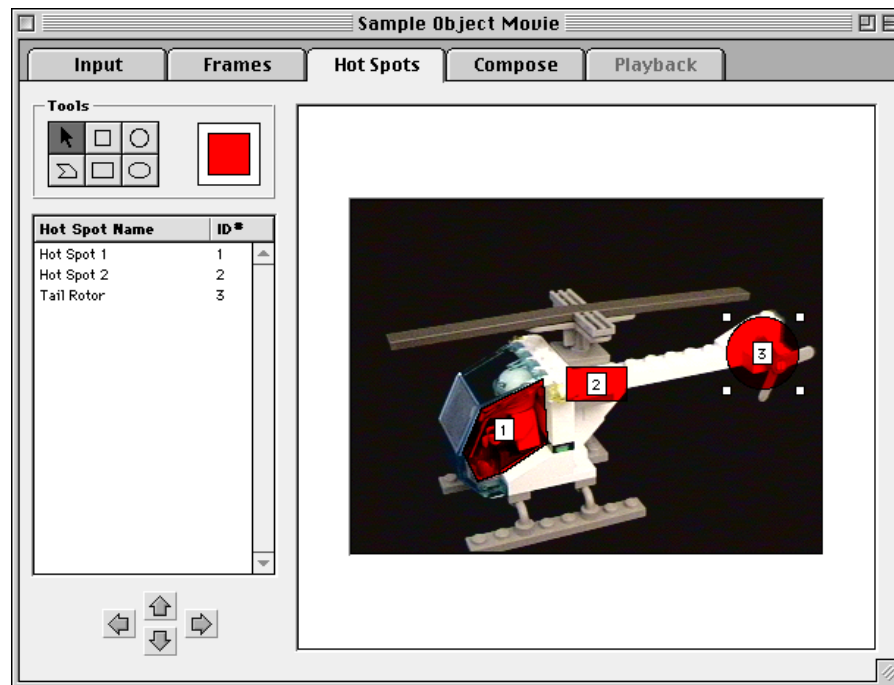 Sample Object Movie
Input Frames Hot Spots Compose Playback
Tools
Hot Spot Name ID#
Hot Spot 1 1
Hot Spot 2 2
Tail Rotor 3
3
2
1